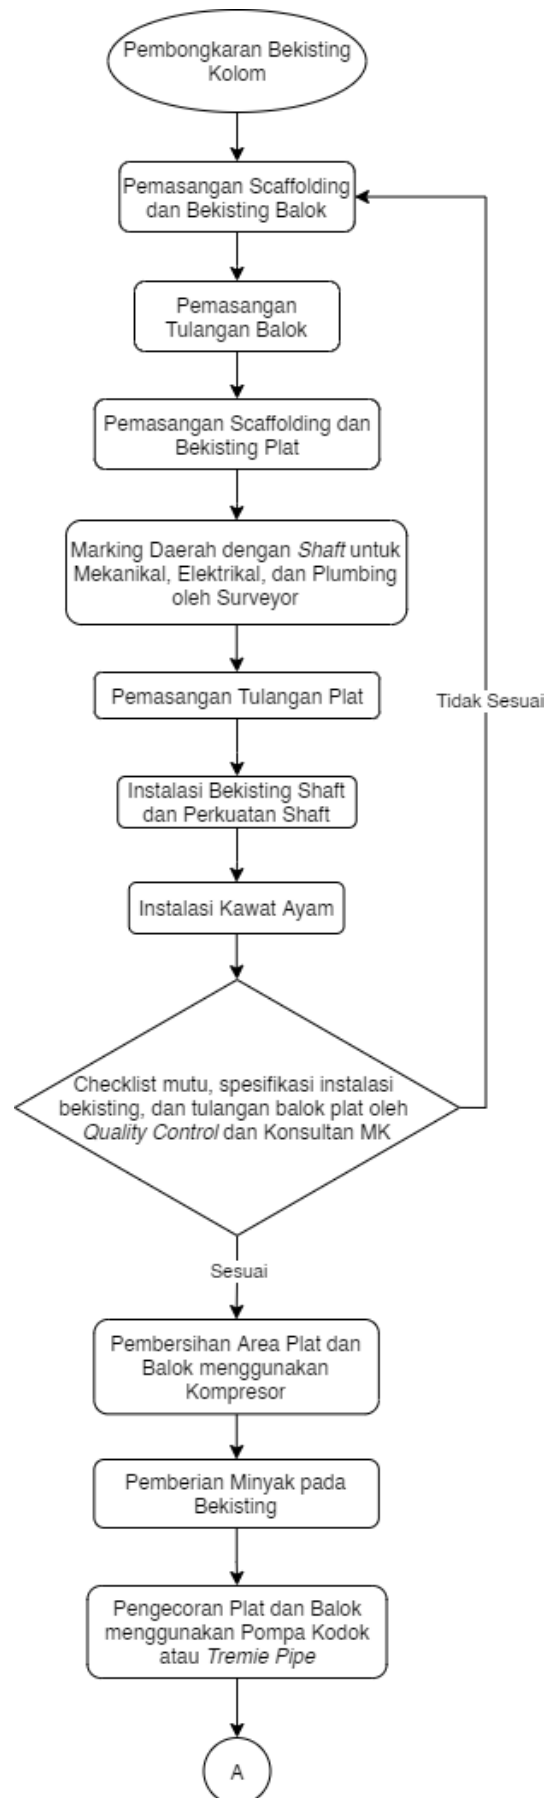 Pembongkaran Bekisting
Kolom
Pemasangan Scaffolding
dan Bekisting Balok
Pemasangan
Tulangan Balok
Pemasangan Scaffolding dan
Bekisting Plat
Marking Daerah dengan Shaft untuk
Mekanikal, Elektrikal, dan Plumbing
oleh Surveyor
Pemasangan Tulangan Plat
Tidak Sesuai
Instalasi Bekisting Shaft
dan Perkuatan Shaft
Instalasi Kawat Ayam
Checklist mutu, spesifikasi instalasi
bekisting, dan tulangan balok plat oleh
Quality Control dan Konsultan MK
Sesuai
Pembersihan Area Plat dan
Balok menggunakan
Kompresor
Pemberian Minyak pada
Bekisting
Pengecoran Plat dan Balok
menggunakan Pompa Kodok
atau Tremie Pipe
A